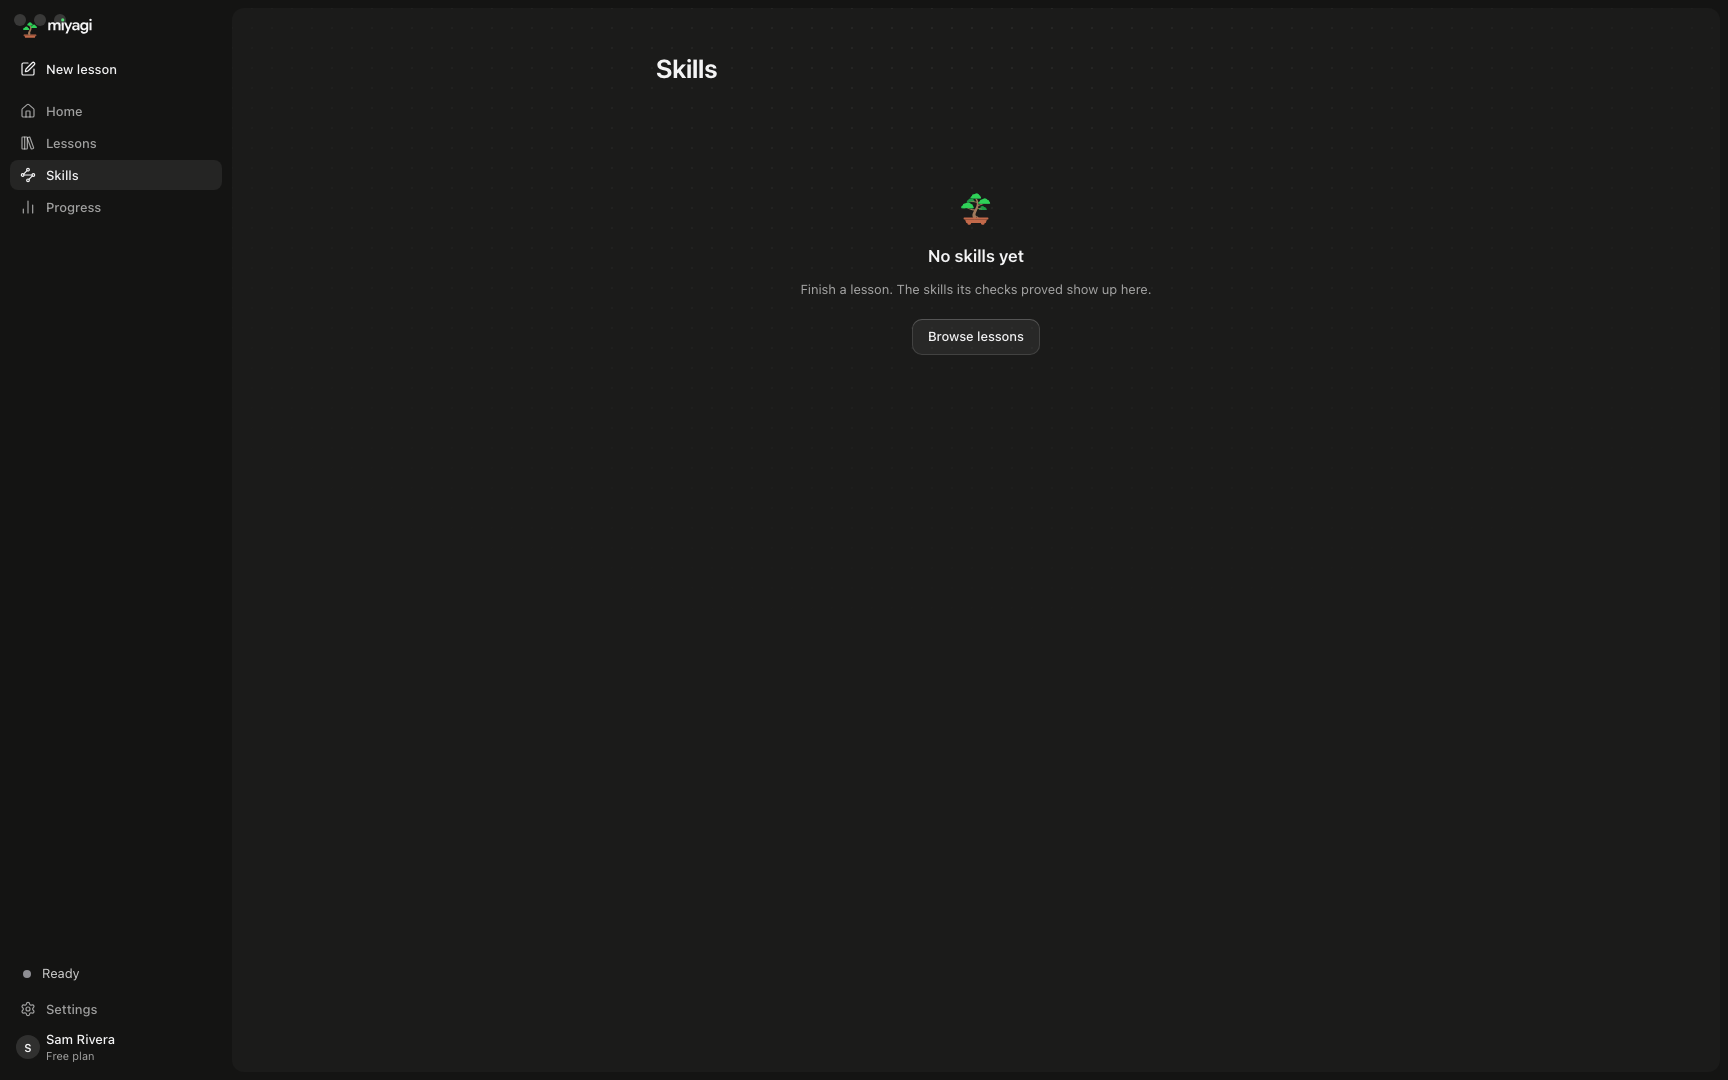 miyagi
New lesson
Home
Lessons
Skills
Progress
Skills
No skills yet
Finish a lesson. The skills its checks proved show up here.
Browse lessons
Ready
Settings
S
Sam Rivera
Free plan